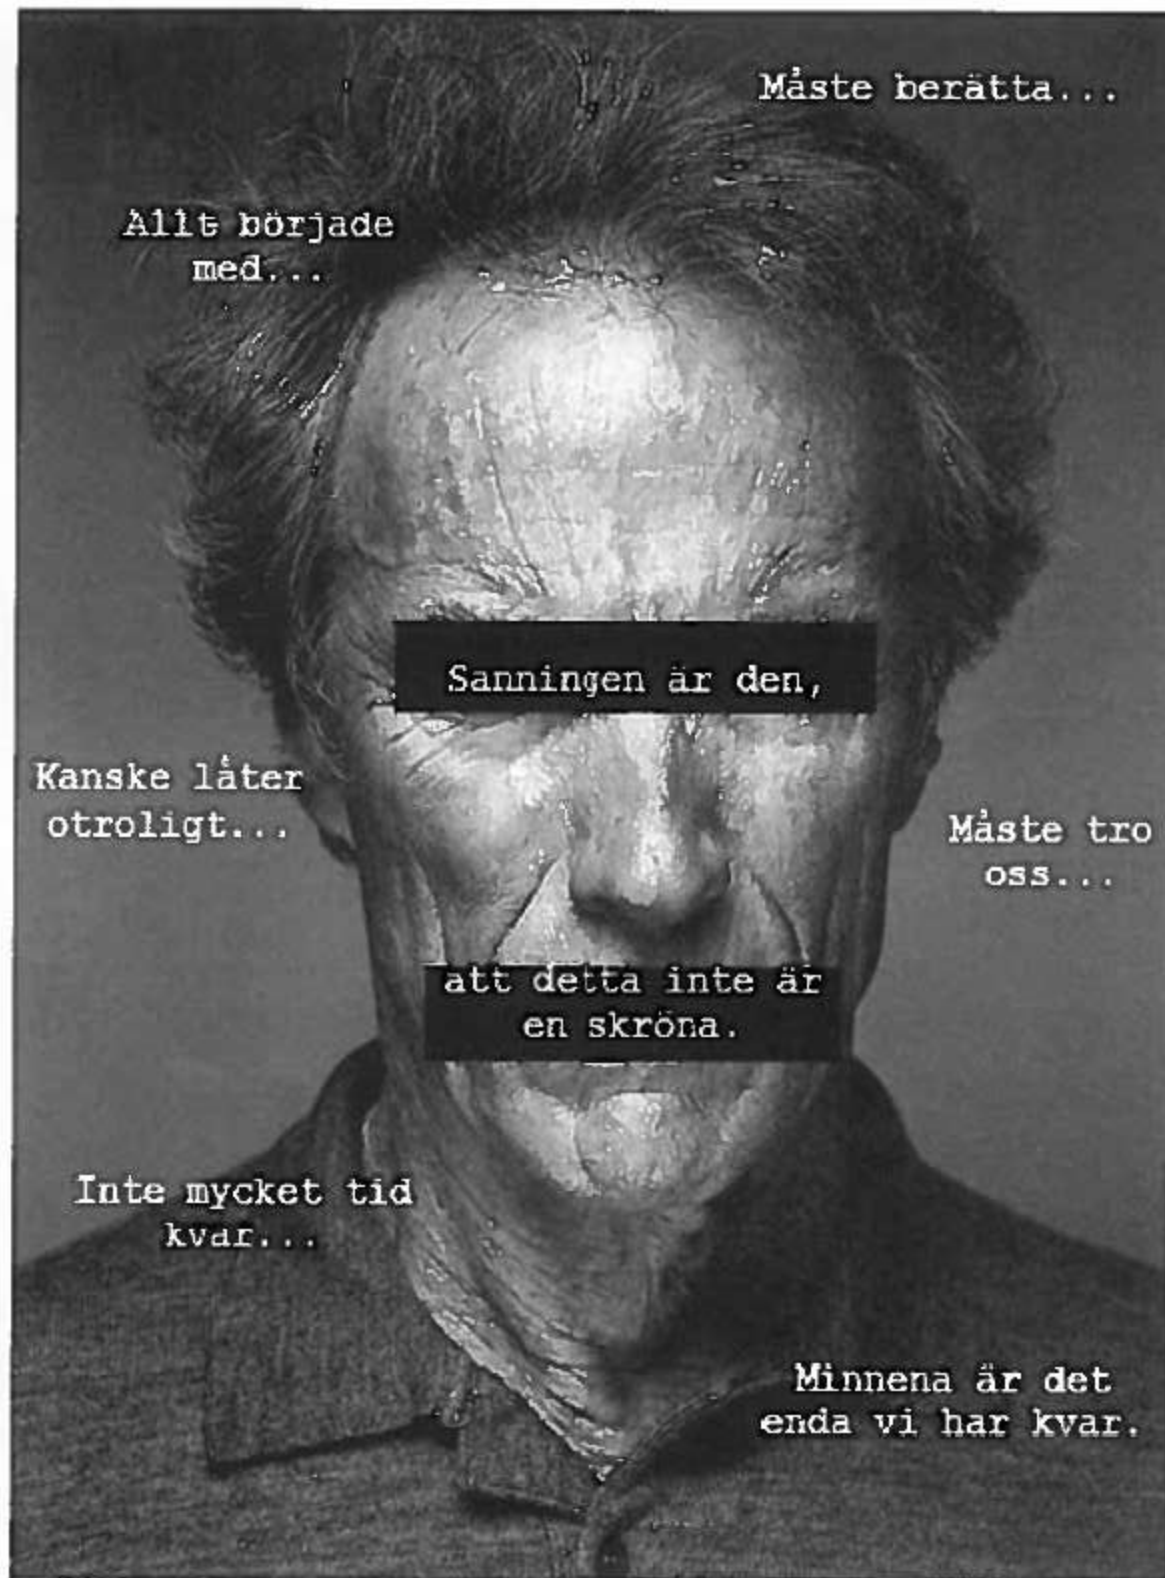 Måste berätta...
Allt började
med...
Sanningen är den,
Kanske låter
otroligt...
Måste tro
oss...
att detta inte är
en skröna.
Inte mycket tid
kvar...
Minnena är det
enda vi har kvar.